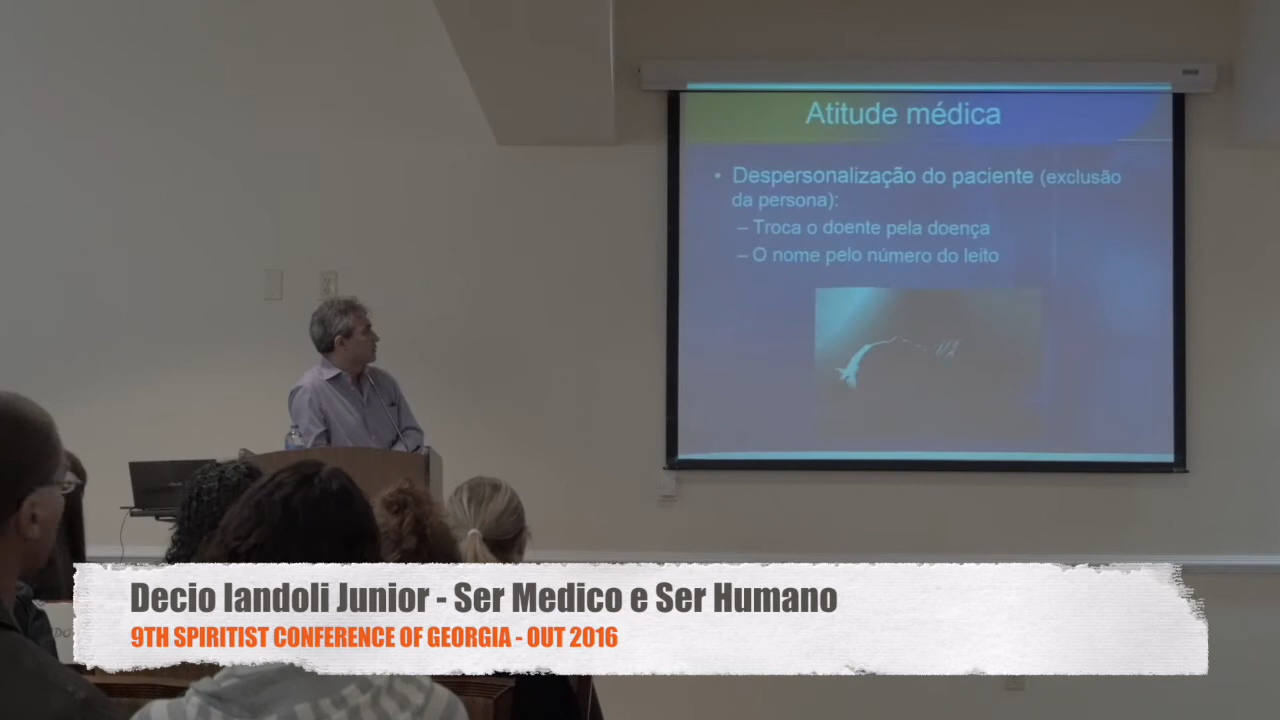 Atitude médica
• Despersonalização do paciente (exclusão
da persona):
– Troca o doente pela doença
– O nome pelo número do leito
Decio Iandoli Junior - Ser Medico e Ser Humano
9TH SPIRITIST CONFERENCE OF GEORGIA - OUT 2016